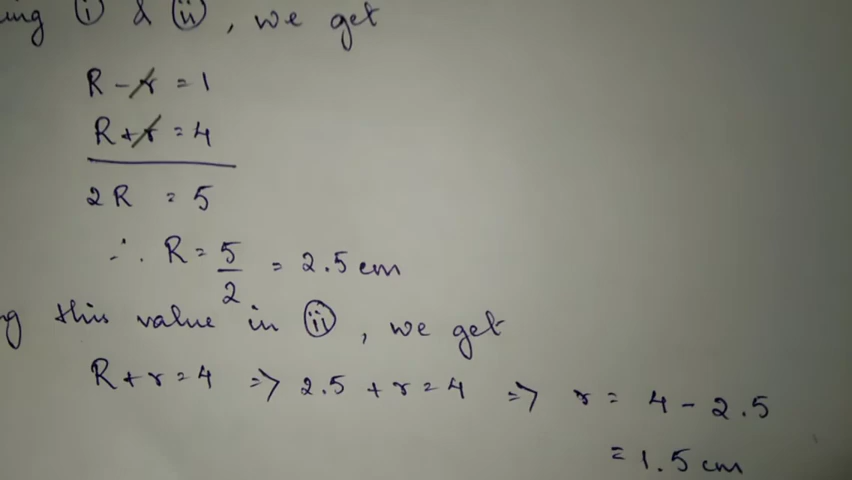 ing (i) & (ii), we get
R - r = 1
R + r = 4
2R = 5
∴ R = 5/2 = 2.5 cm
g this value in (ii), we get
R + r = 4 => 2.5 + r = 4 => r = 4 - 2.5
= 1.5 cm